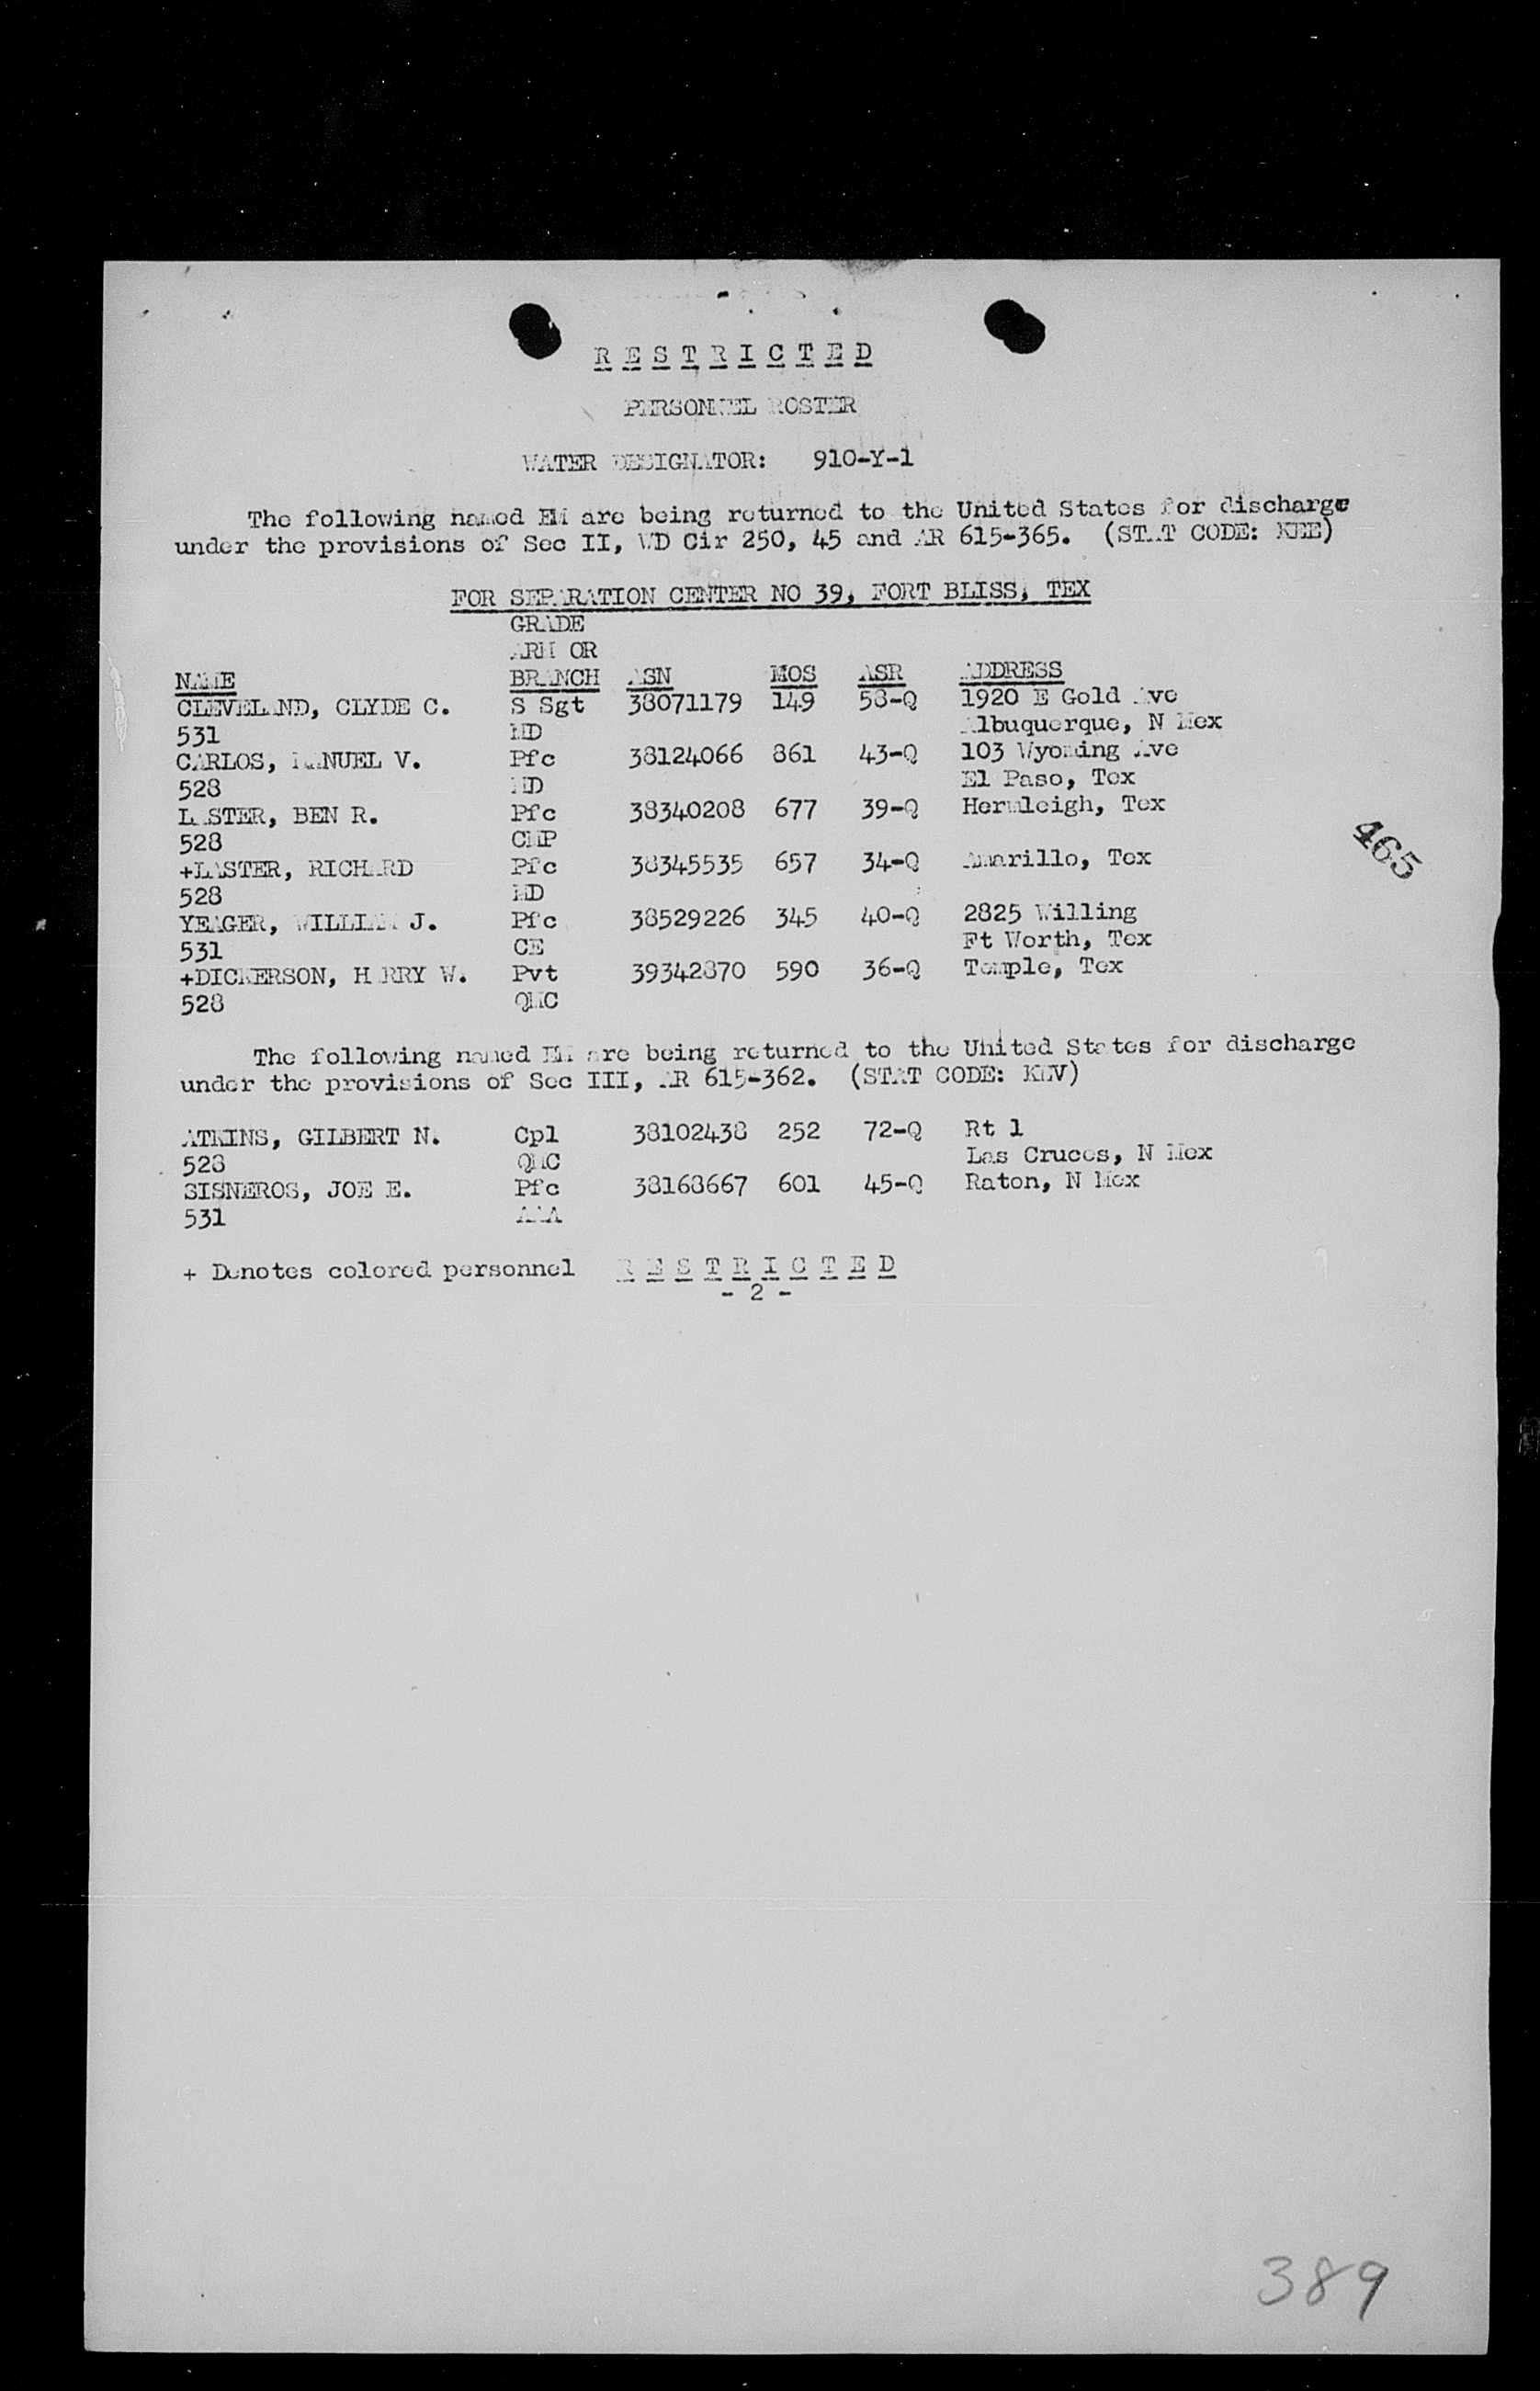 R E S T R I C T E D
PERSONNEL ROSTER
WATER DESIGNATOR: 910-Y-1
The following named EM are being returned to the United States for discharge
under the provisions of Sec II, WD Cir 250, 45 and AR 615-365. (STAT CODE: KEE)
FOR SEPARATION CENTER NO 39, FORT BLISS, TEX
GRADE
ARM OR
NAME BRANCH ASN MOS ASR ADDRESS
CLEVELAND, CLYDE C. S Sgt 38071179 149 58-Q 1920 E Gold Ave
531 MD Albuquerque, N Mex
CARLOS, MANUEL V. Pfc 38124066 861 43-Q 103 Wyoming Ave
528 MD El Paso, Tex
LASTER, BEN R. Pfc 38340208 677 39-Q Hermleigh, Tex
528 CMP
+LASTER, RICHARD Pfc 38345535 657 34-Q Amarillo, Tex
528 MD
YEAGER, WILLIAM J. Pfc 38529226 345 40-Q 2825 Willing
531 CE Ft Worth, Tex
+DICKERSON, HARRY W. Pvt 39342870 590 36-Q Temple, Tex
528 QMC
465
The following named EM are being returned to the United States for discharge
under the provisions of Sec III, AR 615-362. (STAT CODE: KMV)
ATKINS, GILBERT N. Cpl 38102438 252 72-Q Rt 1
528 QMC Las Cruces, N Mex
SISNEROS, JOE E. Pfc 38168667 601 45-Q Raton, N Mex
531 AAA
+ Denotes colored personnel R E S T R I C T E D
- 2 -
389